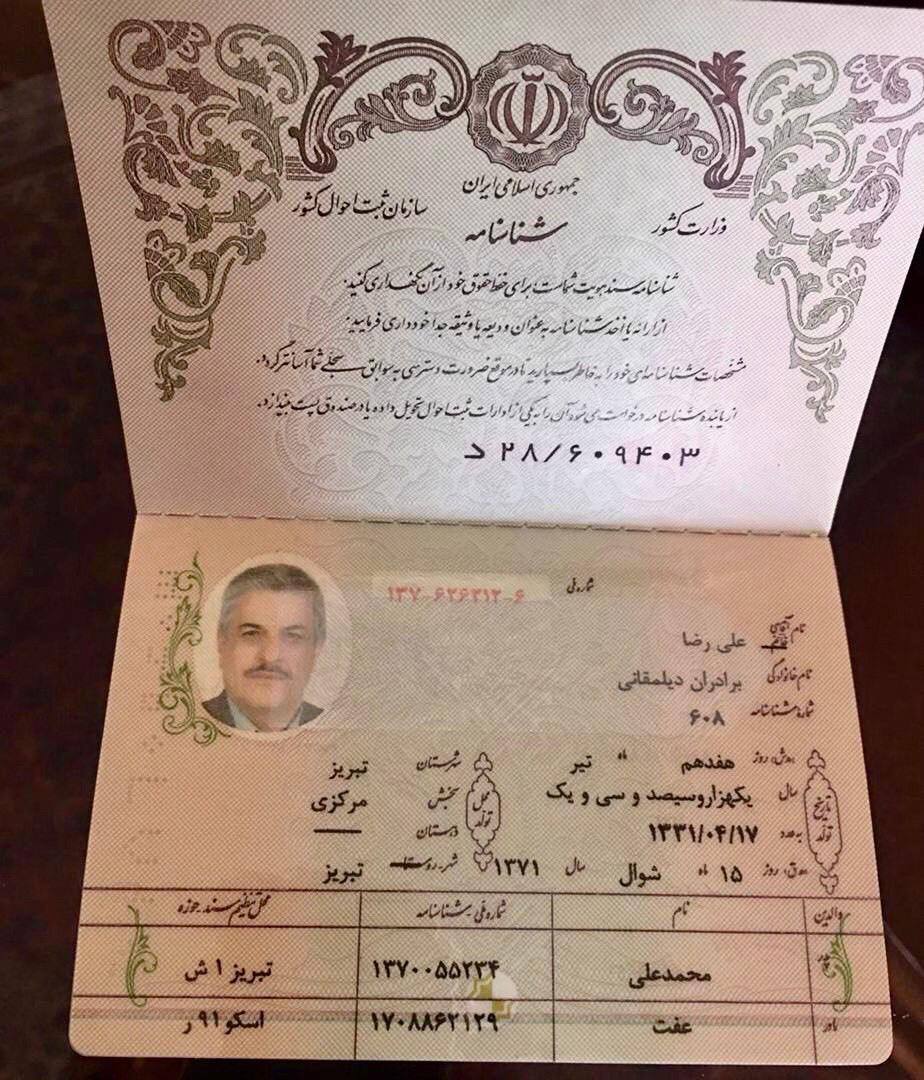 جمهوری اسلامی ایران
وزارت کشور
سازمان ثبت احوال کشور
شناسنامه
شناسنامه سند هویت شماست برای حفظ حقوق خود از آن نگهداری کنید:
از ارائه یا اخذ شناسنامه به عنوان ودیعه یا وثیقه جداً خودداری فرمایید:
مشخصات شناسنامه‌ای خود را به خاطر بسپارید تا در موقع ضرورت دسترسی به سوابق سجلی شما آسانتر گردد.
از یابنده شناسنامه درخواست می شود آن را به یکی از ادارات ثبت احوال تحویل داده یا در صندوق پست بیندازد.
د ۲۸/۶۰۹۴۰۳
شماره ملی ۱۳۷-۶۲۶۲۱۲-۶
نام آقای خانم علی رضا
نام خانوادگی برادران دیلمقانی
شماره شناسنامه ۶۰۸
تاریخ تولد
ه‍.ش: روز هفدهم ماه تیر
سال یکهزاروسیصد و سی و یک
به عدد ۱۳۳۱/۰۴/۱۷
ه‍.ق: روز ۱۵ ماه شوال سال ۱۳۷۱
محل تولد
شهرستان تبریز
بخش مرکزی
دهستان ——
شهر-روستا تبریز
والدین نام شماره ملی-شناسنامه محل تنظیم سند-حوزه
پدر محمدعلی ۱۳۷۰۰۵۵۲۳۴ تبریز ۱ ش
مادر عفت ۱۷۰۸۸۶۲۱۲۹ اسکو ۹۱ ر